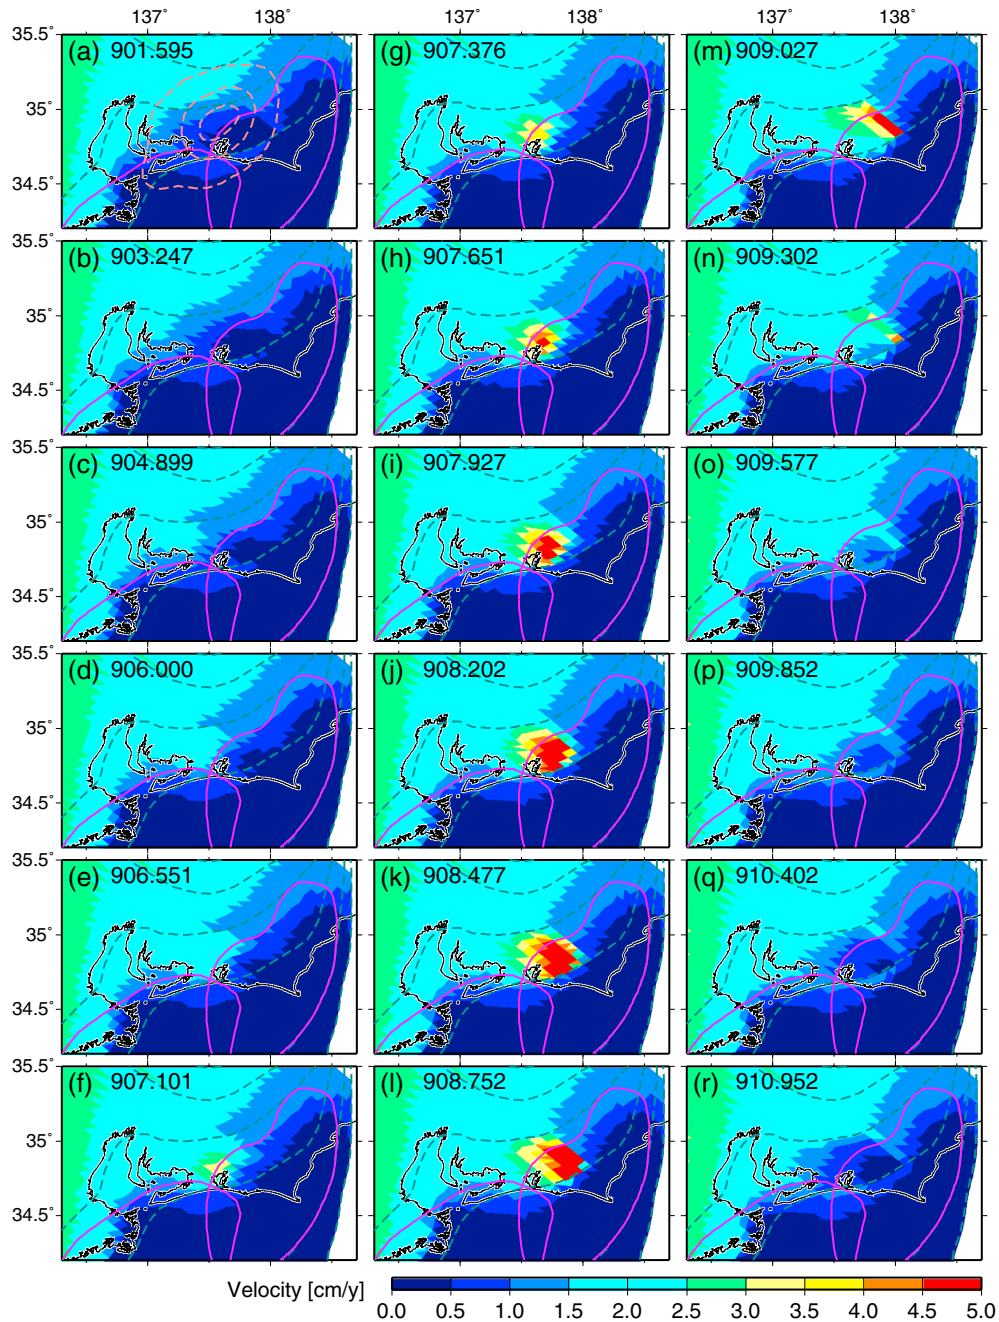 137° 138° 137° 138° 137° 138°
35.5° (a) 901.595 (g) 907.376 (m) 909.027
35°
34.5°
35.5° (b) 903.247 (h) 907.651 (n) 909.302
35°
34.5°
35.5° (c) 904.899 (i) 907.927 (o) 909.577
35°
34.5°
35.5° (d) 906.000 (j) 908.202 (p) 909.852
35°
34.5°
35.5° (e) 906.551 (k) 908.477 (q) 910.402
35°
34.5°
35.5° (f) 907.101 (l) 908.752 (r) 910.952
35°
34.5°
Velocity [cm/y]
0.0 0.5 1.0 1.5 2.0 2.5 3.0 3.5 4.0 4.5 5.0